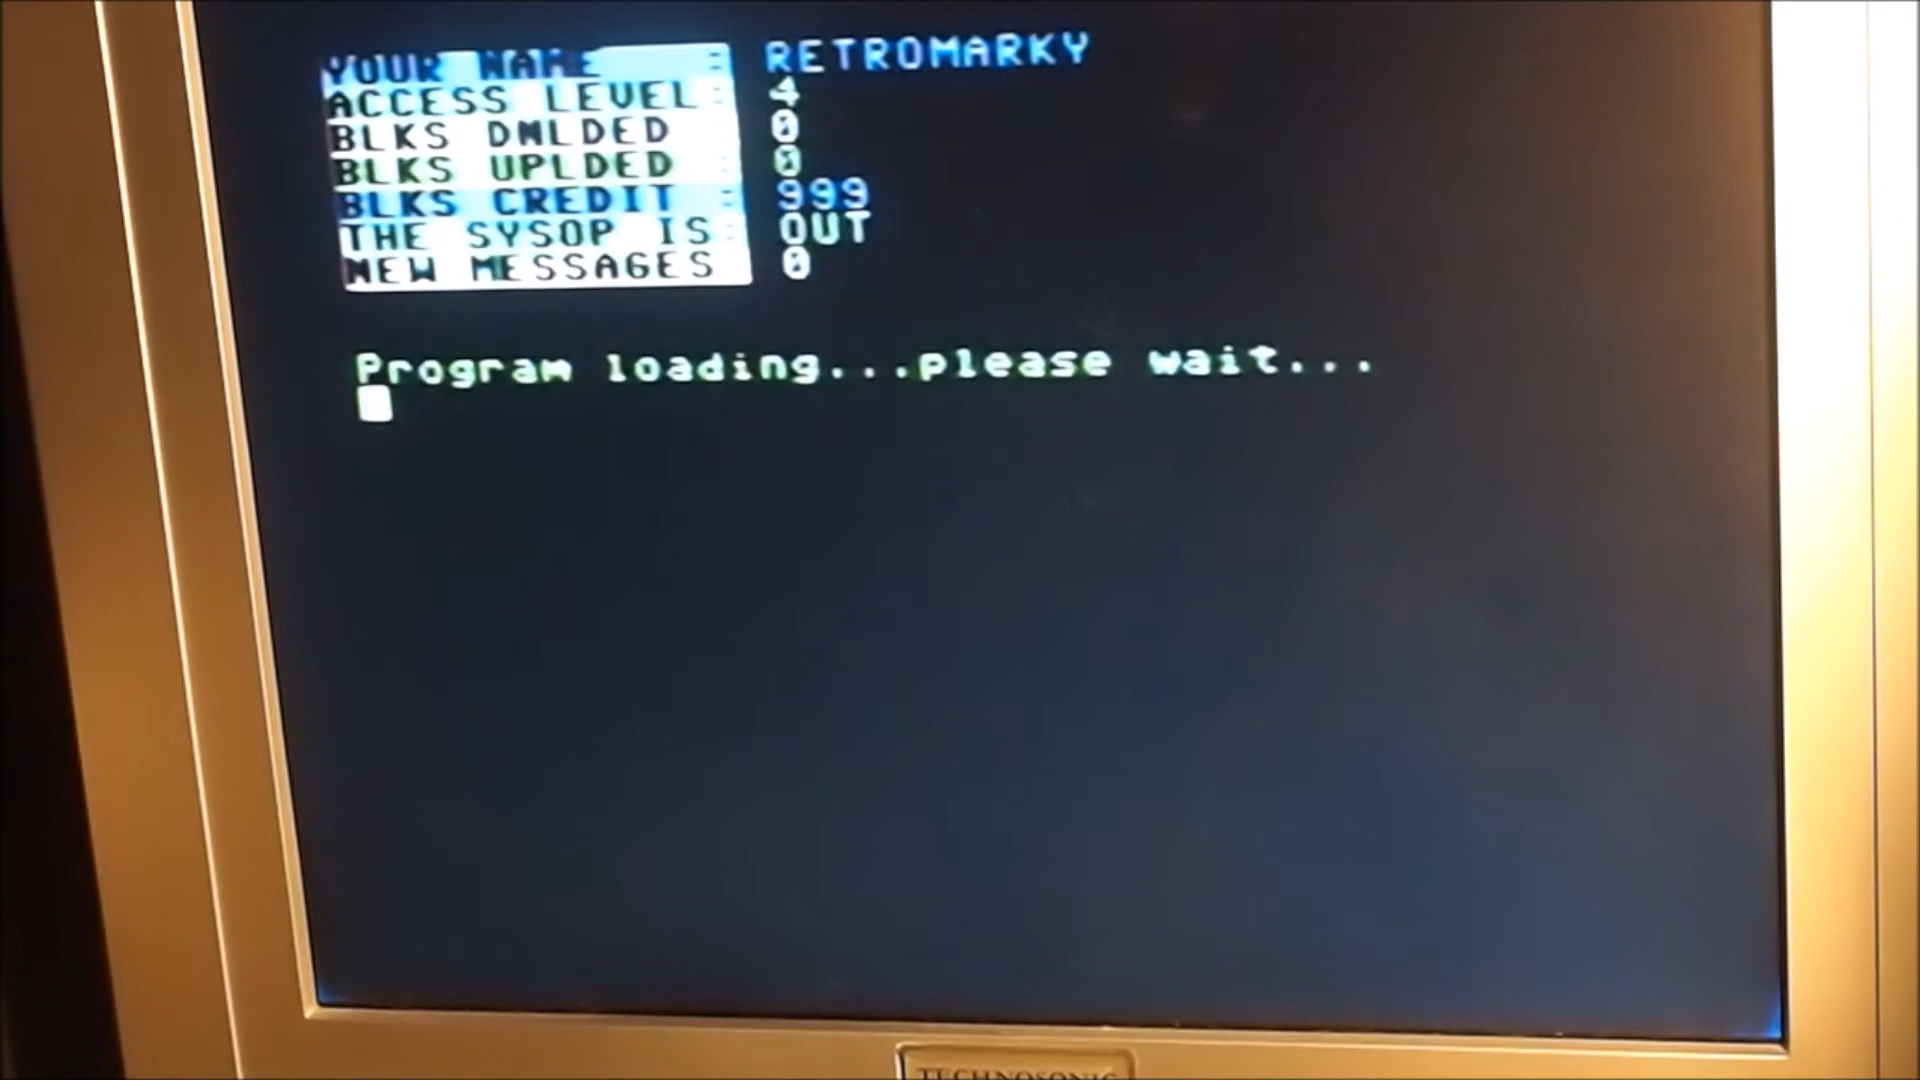 YOUR NAME : RETROMARKY
ACCESS LEVEL: 4
BLKS DWLDED 0
BLKS UPLDED : 0
BLKS CREDIT : 999
THE SYSOP IS: OUT
NEW MESSAGES 0
Program loading...please wait...
TECHNOSONIC